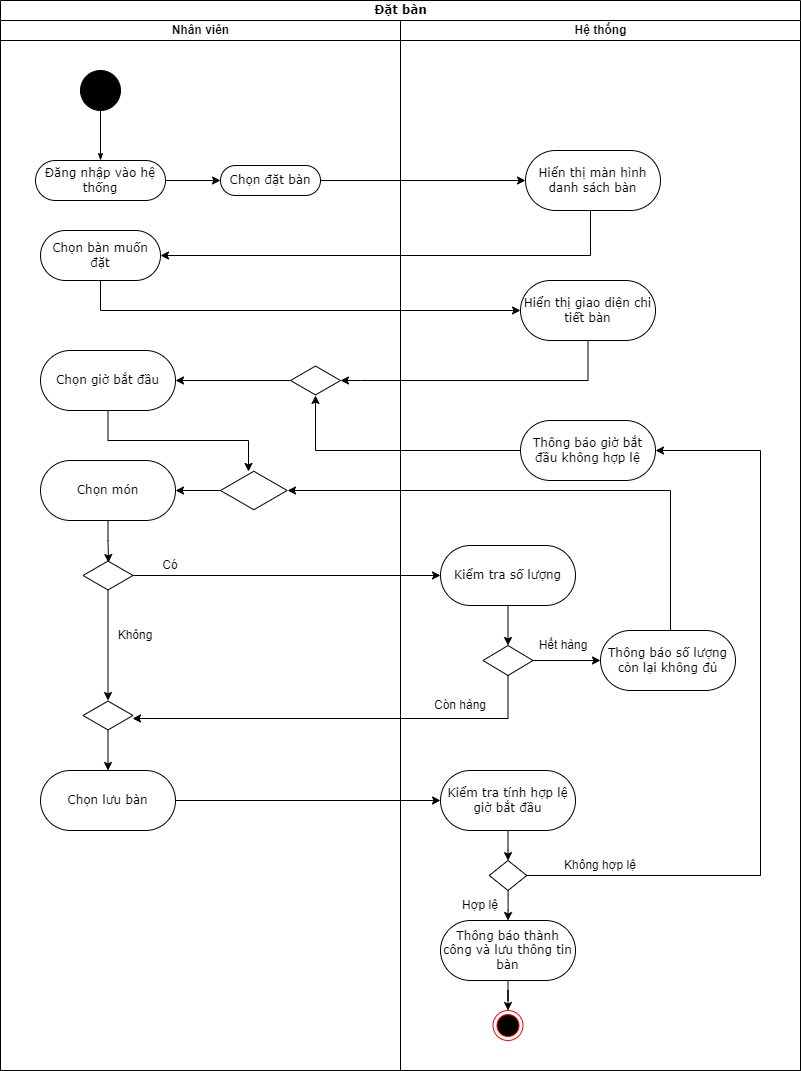 Đặt bàn
Nhân viên
Hệ thống
Đăng nhập vào hệ
thống
Chọn đặt bàn
Hiển thị màn hình
danh sách bàn
Chọn bàn muốn
đặt
Hiển thị giao diện chi
tiết bàn
Chọn giờ bắt đầu
Thông báo giờ bắt
đầu không hợp lệ
Chọn món
Có
Kiểm tra số lượng
Không
Hết hàng
Thông báo số lượng
còn lại không đủ
Còn hàng
Chọn lưu bàn
Kiểm tra tính hợp lệ
giờ bắt đầu
Không hợp lệ
Hợp lệ
Thông báo thành
công và lưu thông tin
bàn